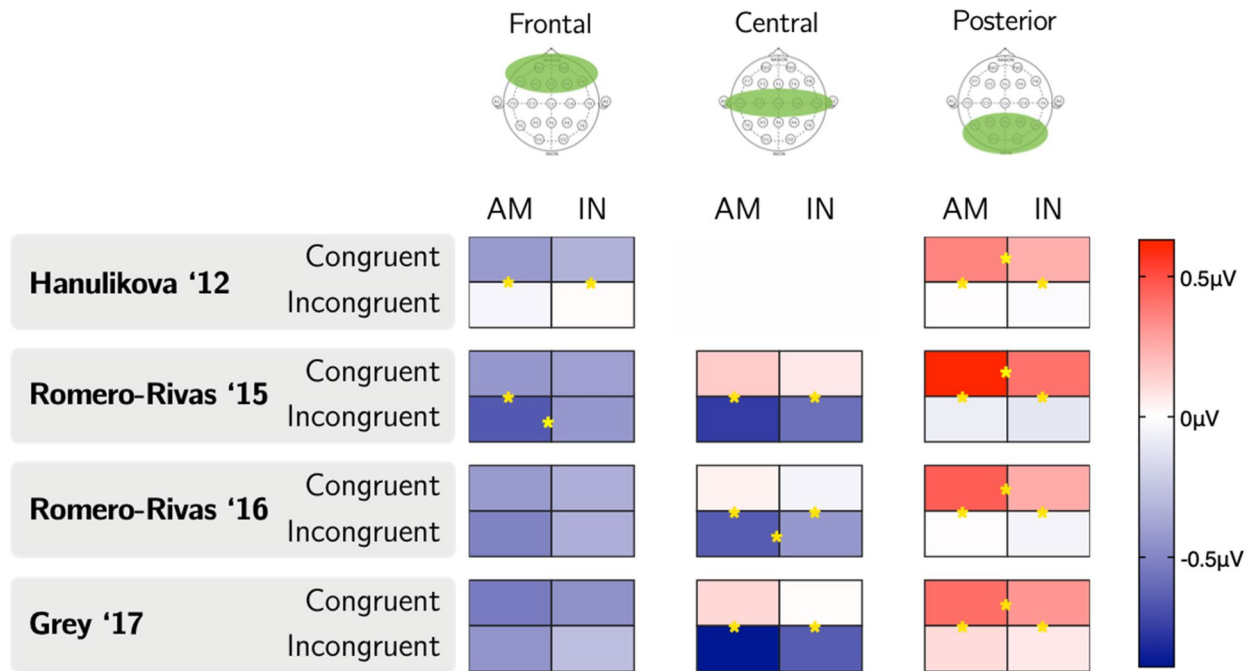 Frontal Central Posterior
AM IN AM IN AM IN
Hanulikova ‘12
Congruent
Incongruent
Romero-Rivas ‘15
Congruent
Incongruent
Romero-Rivas ‘16
Congruent
Incongruent
Grey ‘17
Congruent
Incongruent
0.5µV
0µV
-0.5µV